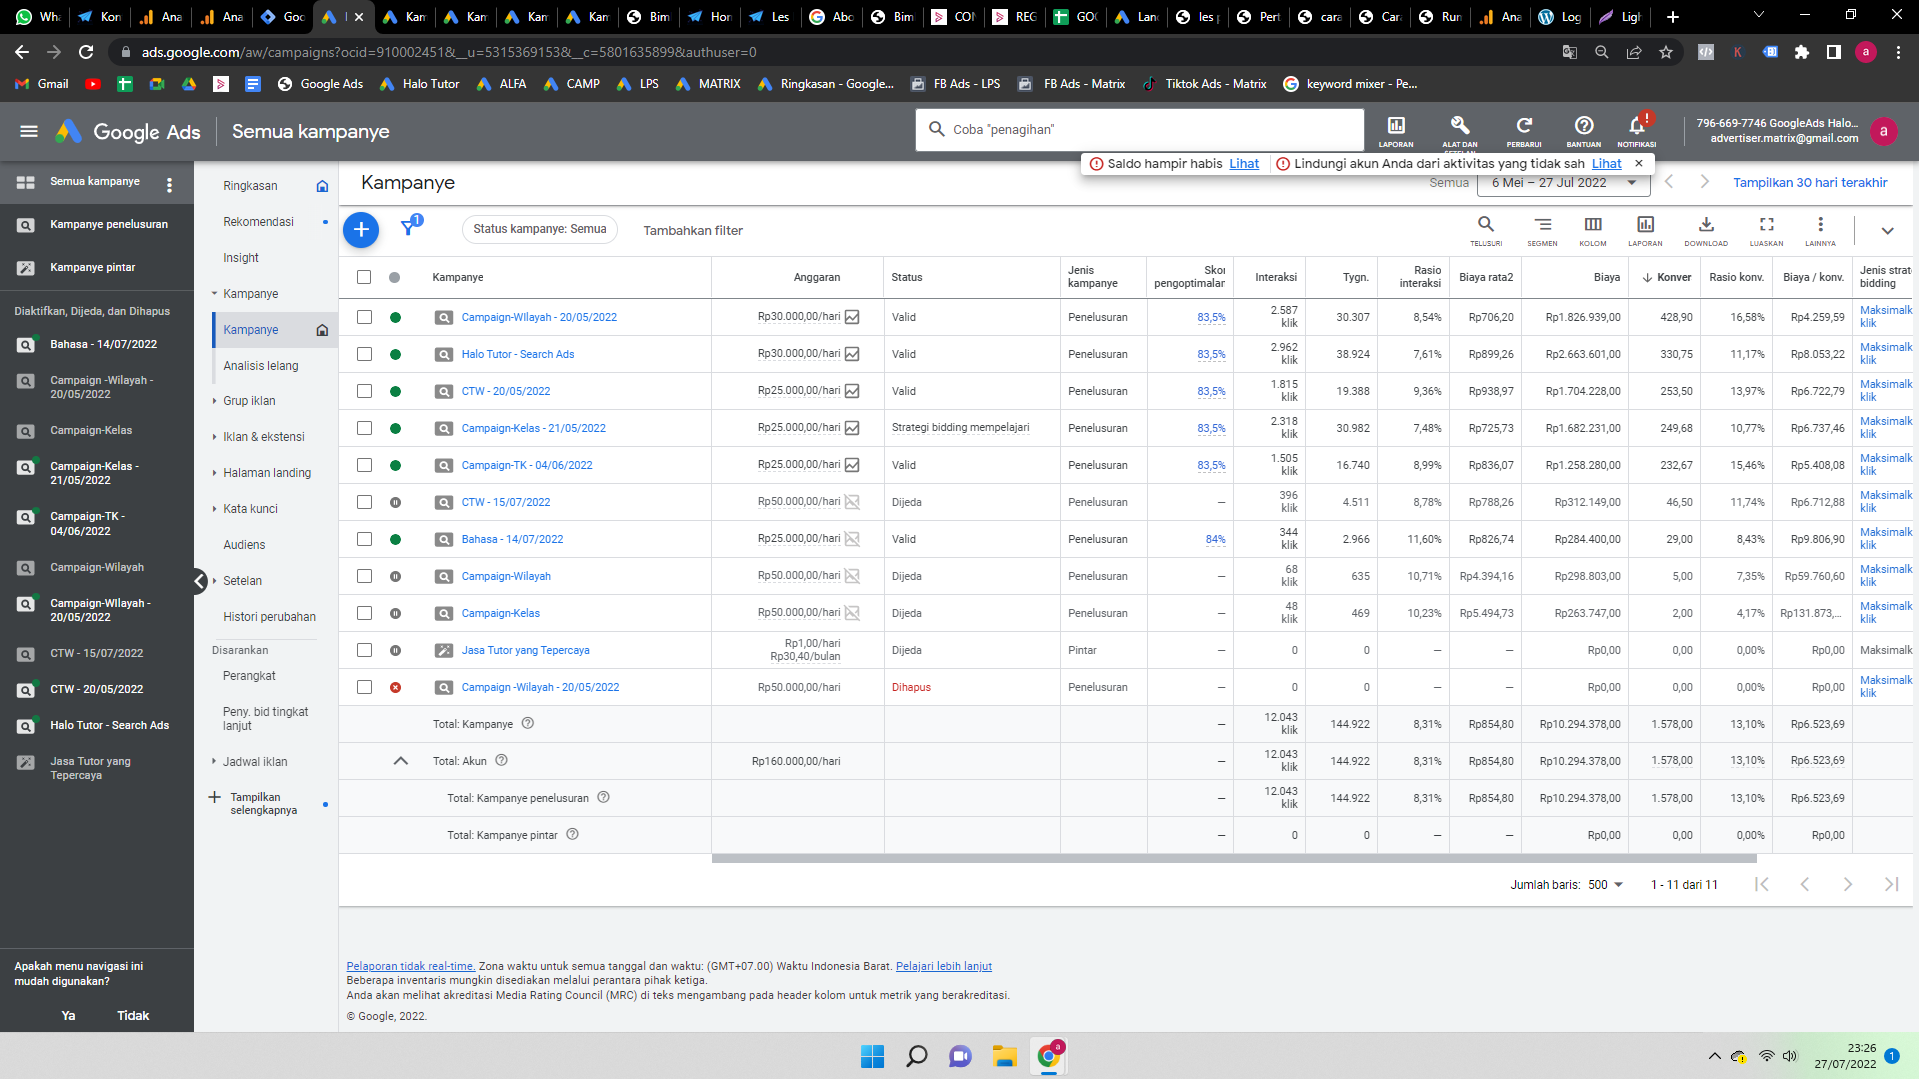 Wha
Kon
Ana
Ana
Goo
Kam
Kam
Kam
Kam
Bim
Hon
Les
Abo
Bim
CON
REG
GOO
Lan
les p
Pert
cara
Cara
Run
Ana
Log
Ligh
ads.google.com/aw/campaigns?ocid=910002451&__u=5315369153&__c=5801635899&authuser=0
Gmail
Google Ads
Halo Tutor
ALFA
CAMP
LPS
MATRIX
Ringkasan - Google...
FB Ads - LPS
FB Ads - Matrix
Tiktok Ads - Matrix
keyword mixer - Pe...
Google Ads
Semua kampanye
Coba "penagihan"
LAPORAN
ALAT DAN SETELAN
PERBARUI
BANTUAN
NOTIFIKASI
796-669-7746 GoogleAds Halo...
advertiser.matrix@gmail.com
a
Saldo hampir habis Lihat
Lindungi akun Anda dari aktivitas yang tidak sah Lihat
Semua kampanye
Kampanye penelusuran
Kampanye pintar
Diaktifkan, Dijeda, dan Dihapus
Bahasa - 14/07/2022
Campaign -Wilayah -
20/05/2022
Campaign-Kelas
Campaign-Kelas -
21/05/2022
Campaign-TK -
04/06/2022
Campaign-Wilayah
Campaign-WIlayah -
20/05/2022
CTW - 15/07/2022
CTW - 20/05/2022
Halo Tutor - Search Ads
Jasa Tutor yang
Tepercaya
Apakah menu navigasi ini
mudah digunakan?
Ya Tidak
Ringkasan
Rekomendasi
Insight
Kampanye
Kampanye
Analisis lelang
Grup iklan
Iklan & ekstensi
Halaman landing
Kata kunci
Audiens
Setelan
Histori perubahan
Disarankan
Perangkat
Peny. bid tingkat
lanjut
Jadwal iklan
Tampilkan
selengkapnya
Kampanye
Semua
6 Mei – 27 Jul 2022
Tampilkan 30 hari terakhir
1
Status kampanye: Semua
Tambahkan filter
TELUSURI
SEGMEN
KOLOM
LAPORAN
DOWNLOAD
LUASKAN
LAINNYA
Kampanye Anggaran Status Jenis kampanye Skor pengoptimalan Interaksi Tygn. Rasio interaksi Biaya rata2 Biaya Konver Rasio konv. Biaya / konv. Jenis strate bidding
Campaign-WIlayah - 20/05/2022 Rp30.000,00/hari Valid Penelusuran 83,5% 2.587 klik 30.307 8,54% Rp706,20 Rp1.826.939,00 428,90 16,58% Rp4.259,59 Maksimalk klik
Halo Tutor - Search Ads Rp30.000,00/hari Valid Penelusuran 83,5% 2.962 klik 38.924 7,61% Rp899,26 Rp2.663.601,00 330,75 11,17% Rp8.053,22 Maksimalk klik
CTW - 20/05/2022 Rp25.000,00/hari Valid Penelusuran 83,5% 1.815 klik 19.388 9,36% Rp938,97 Rp1.704.228,00 253,50 13,97% Rp6.722,79 Maksimalk klik
Campaign-Kelas - 21/05/2022 Rp25.000,00/hari Strategi bidding mempelajari Penelusuran 83,5% 2.318 klik 30.982 7,48% Rp725,73 Rp1.682.231,00 249,68 10,77% Rp6.737,46 Maksimalk klik
Campaign-TK - 04/06/2022 Rp25.000,00/hari Valid Penelusuran 83,5% 1.505 klik 16.740 8,99% Rp836,07 Rp1.258.280,00 232,67 15,46% Rp5.408,08 Maksimalk klik
CTW - 15/07/2022 Rp50.000,00/hari Dijeda Penelusuran — 396 klik 4.511 8,78% Rp788,26 Rp312.149,00 46,50 11,74% Rp6.712,88 Maksimalk klik
Bahasa - 14/07/2022 Rp25.000,00/hari Valid Penelusuran 84% 344 klik 2.966 11,60% Rp826,74 Rp284.400,00 29,00 8,43% Rp9.806,90 Maksimalk klik
Campaign-Wilayah Rp50.000,00/hari Dijeda Penelusuran — 68 klik 635 10,71% Rp4.394,16 Rp298.803,00 5,00 7,35% Rp59.760,60 Maksimalk klik
Campaign-Kelas Rp50.000,00/hari Dijeda Penelusuran — 48 klik 469 10,23% Rp5.494,73 Rp263.747,00 2,00 4,17% Rp131.873,... Maksimalk klik
Jasa Tutor yang Tepercaya Rp1,00/hari Rp30,40/bulan Dijeda Pintar — 0 0 — — Rp0,00 0,00 0,00% Rp0,00 Maksimalk
Campaign -Wilayah - 20/05/2022 Rp50.000,00/hari Dihapus Penelusuran — 0 0 — — Rp0,00 0,00 0,00% Rp0,00 Maksimalk klik
Total: Kampanye — 12.043 klik 144.922 8,31% Rp854,80 Rp10.294.378,00 1.578,00 13,10% Rp6.523,69
Total: Akun Rp160.000,00/hari — 12.043 klik 144.922 8,31% Rp854,80 Rp10.294.378,00 1.578,00 13,10% Rp6.523,69
Total: Kampanye penelusuran — 12.043 klik 144.922 8,31% Rp854,80 Rp10.294.378,00 1.578,00 13,10% Rp6.523,69
Total: Kampanye pintar — 0 0 — — Rp0,00 0,00 0,00% Rp0,00
Jumlah baris: 500
1 - 11 dari 11
Pelaporan tidak real-time. Zona waktu untuk semua tanggal dan waktu: (GMT+07.00) Waktu Indonesia Barat. Pelajari lebih lanjut
Beberapa inventaris mungkin disediakan melalui perantara pihak ketiga.
Anda akan melihat akreditasi Media Rating Council (MRC) di teks mengambang pada header kolom untuk metrik yang berakreditasi.
© Google, 2022.
23:26
27/07/2022
1